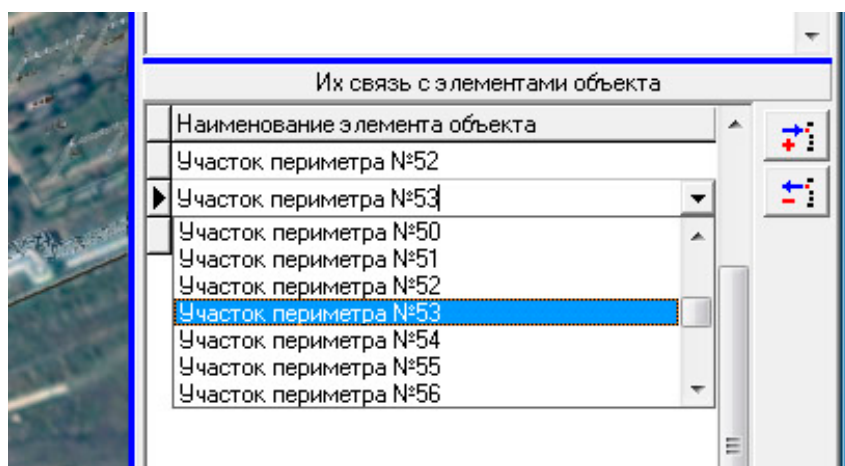 Их связь с элементами объекта
Наименование элемента объекта
Участок периметра №52
Участок периметра №53
Участок периметра №50
Участок периметра №51
Участок периметра №52
Участок периметра №53
Участок периметра №54
Участок периметра №55
Участок периметра №56